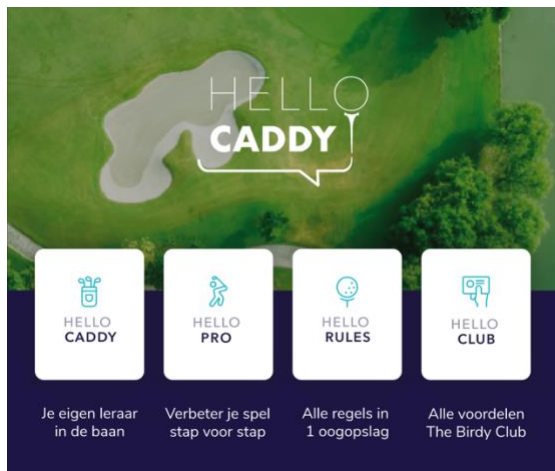 HELLO
CADDY
HELLO
CADDY
HELLO
PRO
HELLO
RULES
HELLO
CLUB
Je eigen leraar
in de baan
Verbeter je spel
stap voor stap
Alle regels in
1 oogopslag
Alle voordelen
The Birdy Club